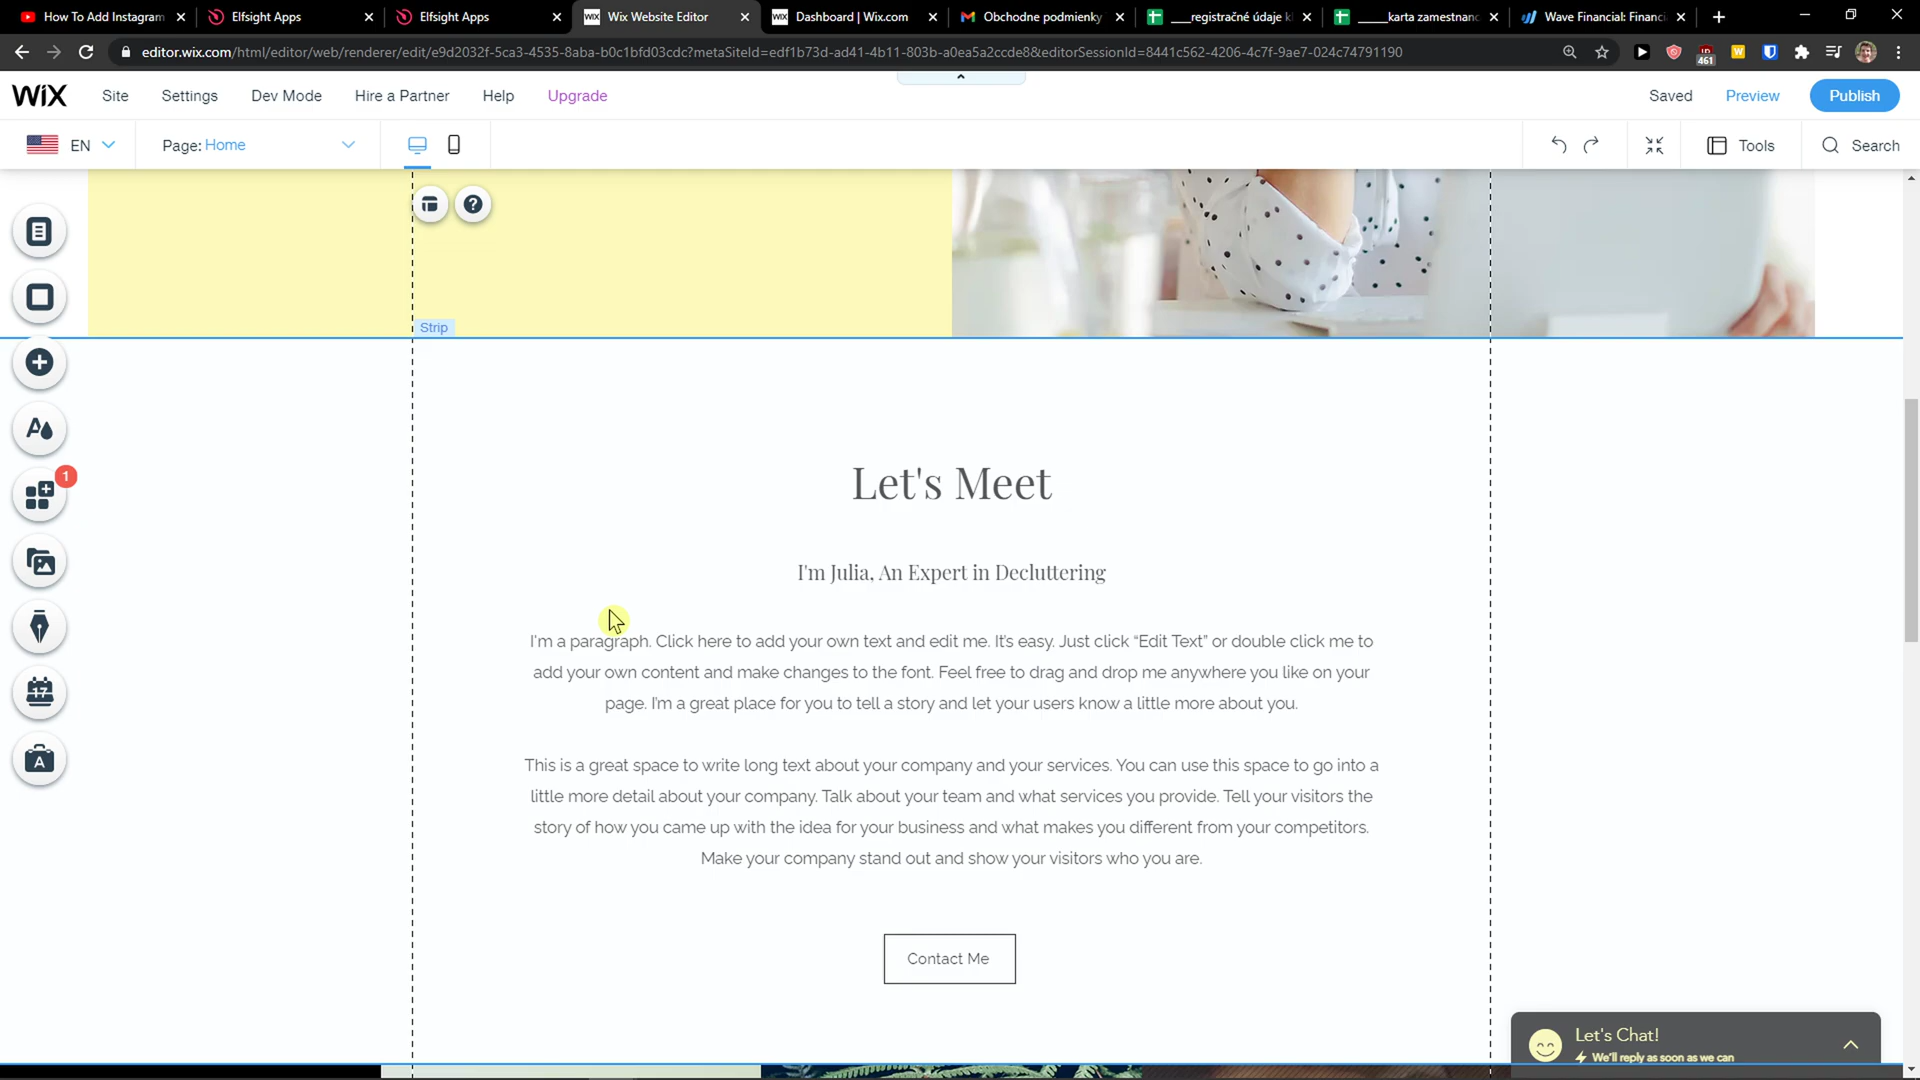 How To Add Instagram
Elfsight Apps
Elfsight Apps
WiX
Wix Website Editor
WiX
Dashboard | Wix.com
Obchodne podmienky
___registračné údaje kl
_____karta zamestnanc
Wave Financial: Financi
editor.wix.com/html/editor/web/renderer/edit/e9d2032f-5ca3-4535-8aba-b0c1bfd03cdc?metaSiteId=edf1b73d-ad41-4b11-803b-a0ea5a2ccde8&editorSessionId=8441c562-4206-4c7f-9ae7-024c74791190
461
W
WiX
Site
Settings
Dev Mode
Hire a Partner
Help
Upgrade
Saved
Preview
Publish
EN
Page: Home
Tools
Search
?
Strip
A
1
17
A
Let's Meet
I'm Julia, An Expert in Decluttering
I'm a paragraph. Click here to add your own text and edit me. It's easy. Just click “Edit Text” or double click me to
add your own content and make changes to the font. Feel free to drag and drop me anywhere you like on your
page. I'm a great place for you to tell a story and let your users know a little more about you.
This is a great space to write long text about your company and your services. You can use this space to go into a
little more detail about your company. Talk about your team and what services you provide. Tell your visitors the
story of how you came up with the idea for your business and what makes you different from your competitors.
Make your company stand out and show your visitors who you are.
Contact Me
Let's Chat!
We'll reply as soon as we can